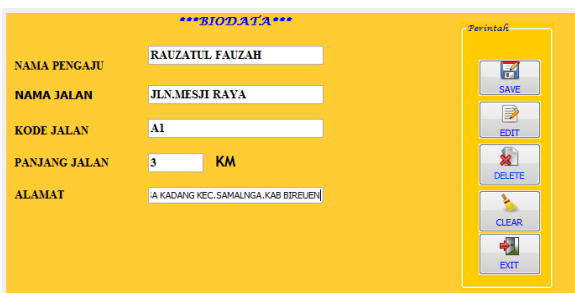 ***BIODATA***
Perintah
NAMA PENGAJU RAUZATUL FAUZAH
NAMA JALAN JLN.MESJI RAYA
KODE JALAN A1
PANJANG JALAN 3 KM
ALAMAT KADANG KEC.SAMALNGA.KAB BIREUEN
SAVE
EDIT
DELETE
CLEAR
EXIT